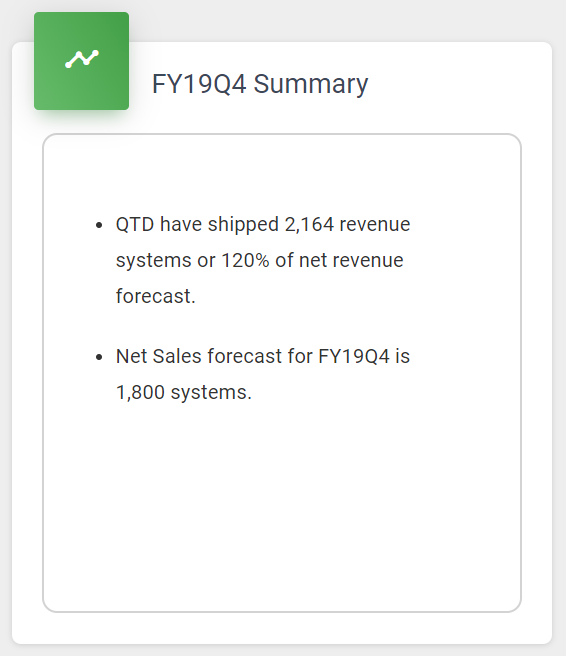 FY19Q4 Summary
• QTD have shipped 2,164 revenue
systems or 120% of net revenue
forecast.
• Net Sales forecast for FY19Q4 is
1,800 systems.